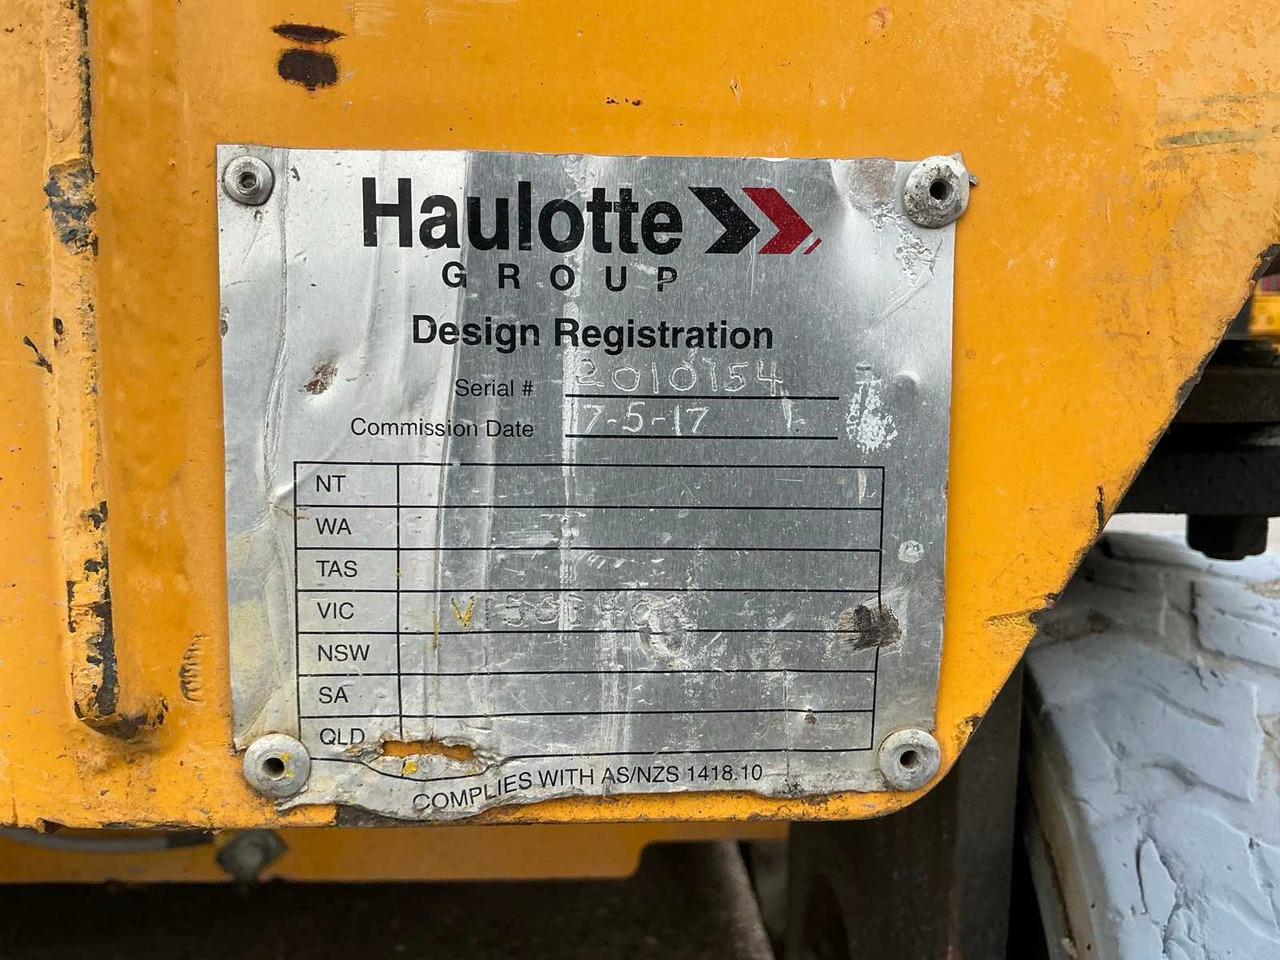 Haulotte
GROUP
Design Registration
Serial # 2010154
Commission Date 17-5-17
NT
WA
TAS
VIC
NSW
SA
QLD
COMPLIES WITH AS/NZS 1418.10